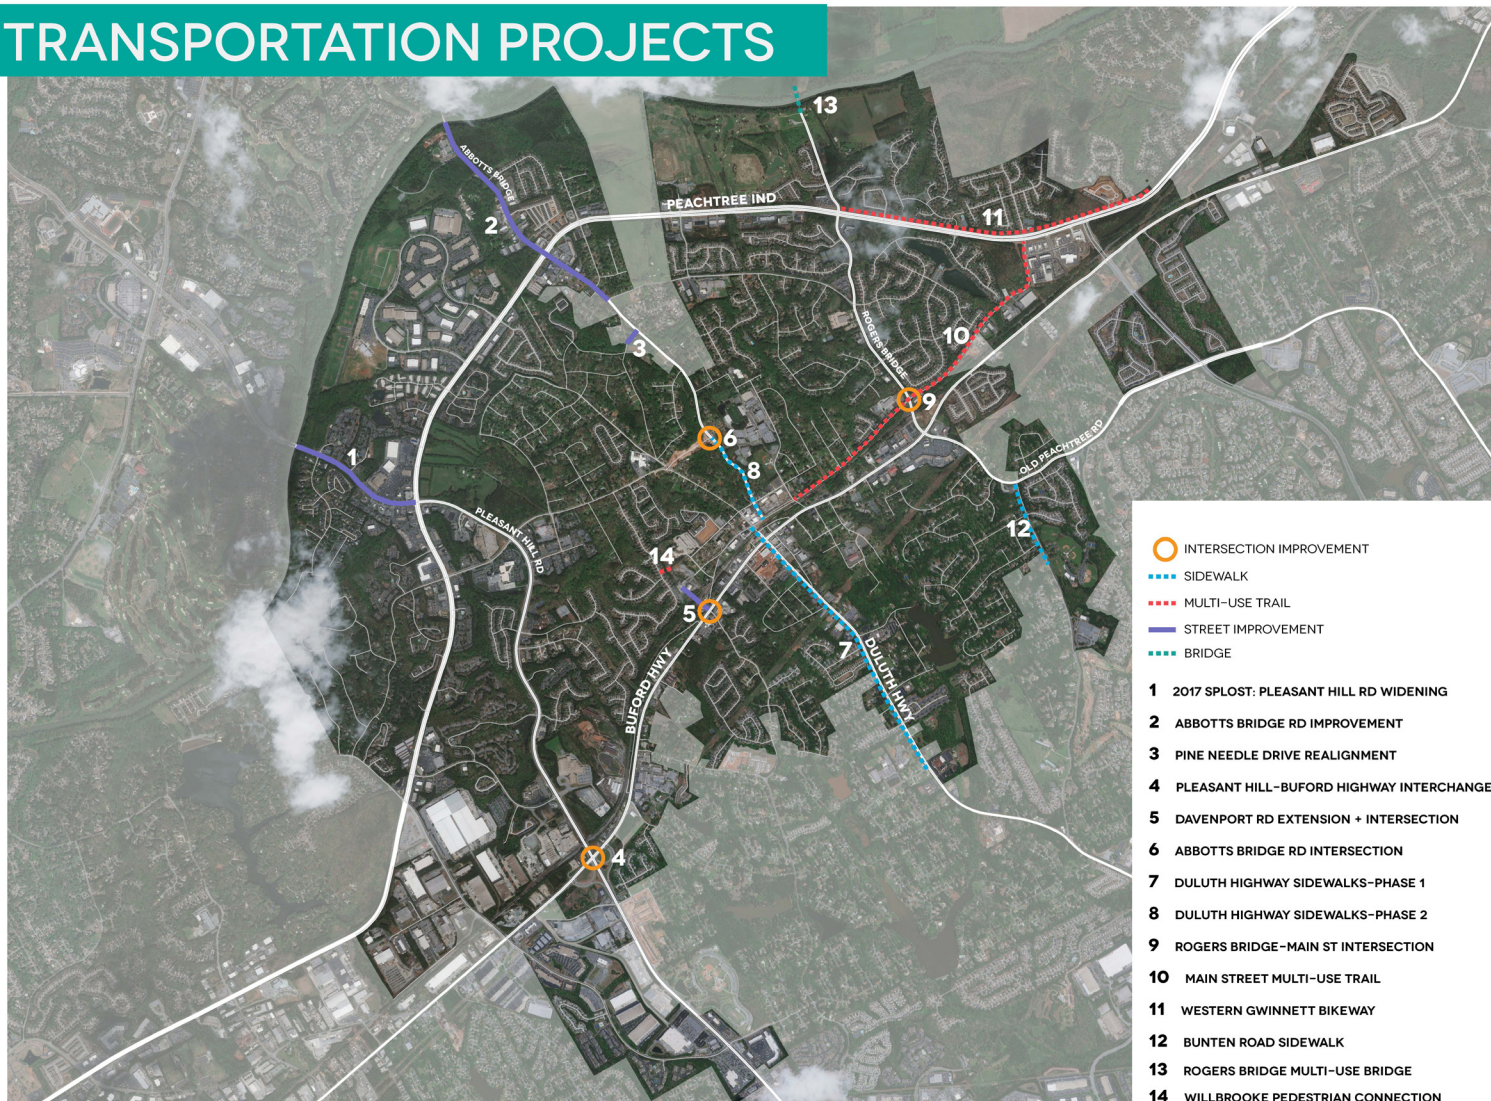 TRANSPORTATION PROJECTS
13
ABBOTTS BRIDGE
2
PEACHTREE IND
11
3
ROGERS BRIDGE
10
9
6
1
8
OLD PEACHTREE RD
PLEASANT HILL RD
12
14
5
7
DULUTH HWY
BUFORD HWY
4
INTERSECTION IMPROVEMENT
SIDEWALK
MULTI-USE TRAIL
STREET IMPROVEMENT
BRIDGE
1 2017 SPLOST: PLEASANT HILL RD WIDENING
2 ABBOTTS BRIDGE RD IMPROVEMENT
3 PINE NEEDLE DRIVE REALIGNMENT
4 PLEASANT HILL-BUFORD HIGHWAY INTERCHANGE
5 DAVENPORT RD EXTENSION + INTERSECTION
6 ABBOTTS BRIDGE RD INTERSECTION
7 DULUTH HIGHWAY SIDEWALKS-PHASE 1
8 DULUTH HIGHWAY SIDEWALKS-PHASE 2
9 ROGERS BRIDGE-MAIN ST INTERSECTION
10 MAIN STREET MULTI-USE TRAIL
11 WESTERN GWINNETT BIKEWAY
12 BUNTEN ROAD SIDEWALK
13 ROGERS BRIDGE MULTI-USE BRIDGE
14 WILLBROOKE PEDESTRIAN CONNECTION